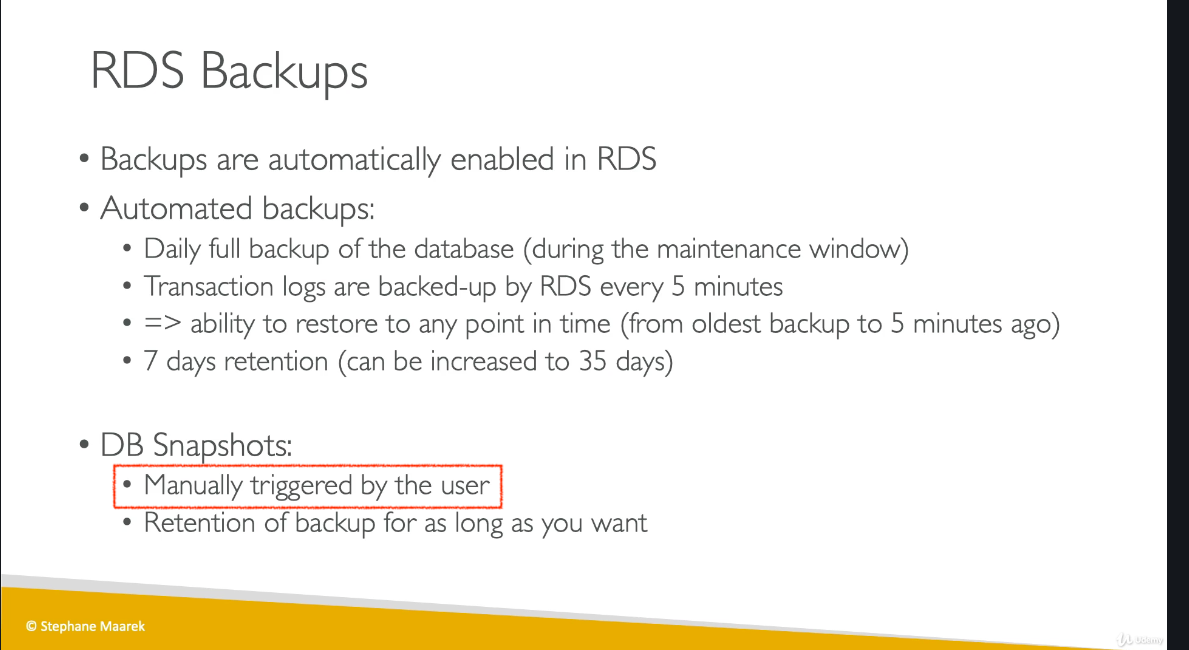 RDS Backups
• Backups are automatically enabled in RDS
• Automated backups:
• Daily full backup of the database (during the maintenance window)
• Transaction logs are backed-up by RDS every 5 minutes
• => ability to restore to any point in time (from oldest backup to 5 minutes ago)
• 7 days retention (can be increased to 35 days)
• DB Snapshots:
• Manually triggered by the user
• Retention of backup for as long as you want
© Stephane Maarek
Udemy